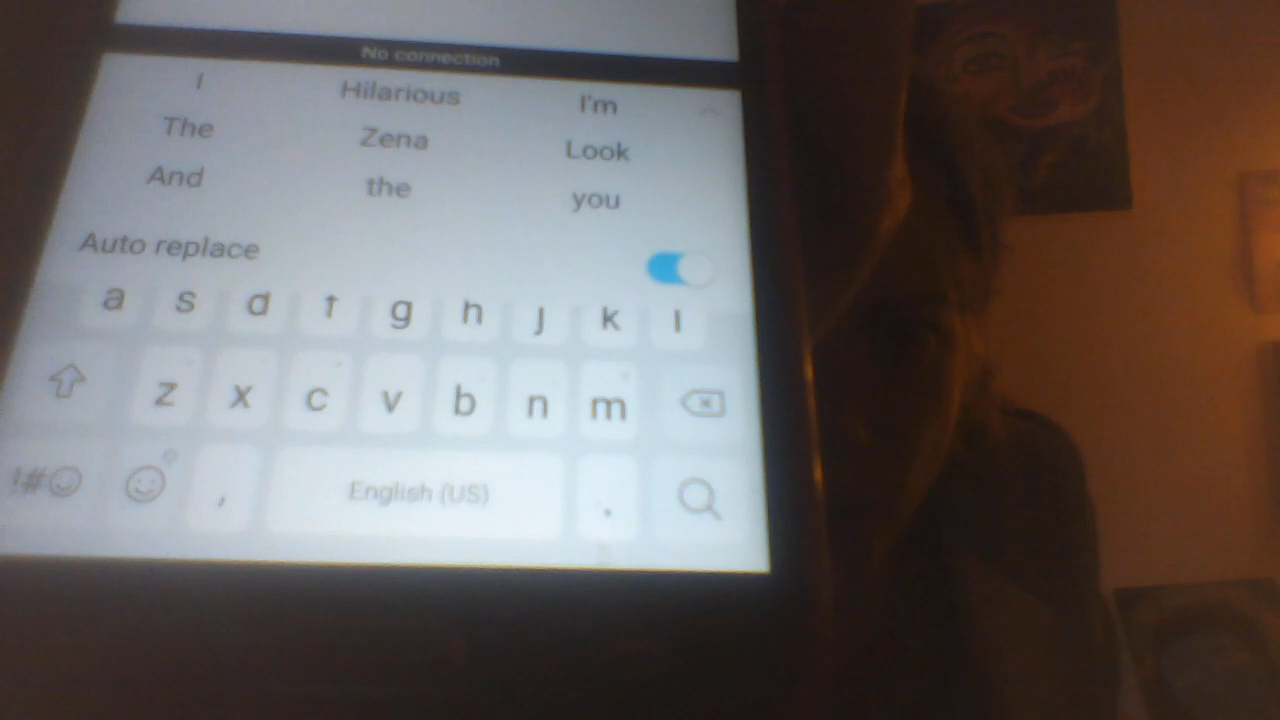 No connection
I Hilarious I'm
The Zena Look
And the you
Auto replace
a s d f g h j k l
z x c v b n m
!#☺ ☺ , English (US) .